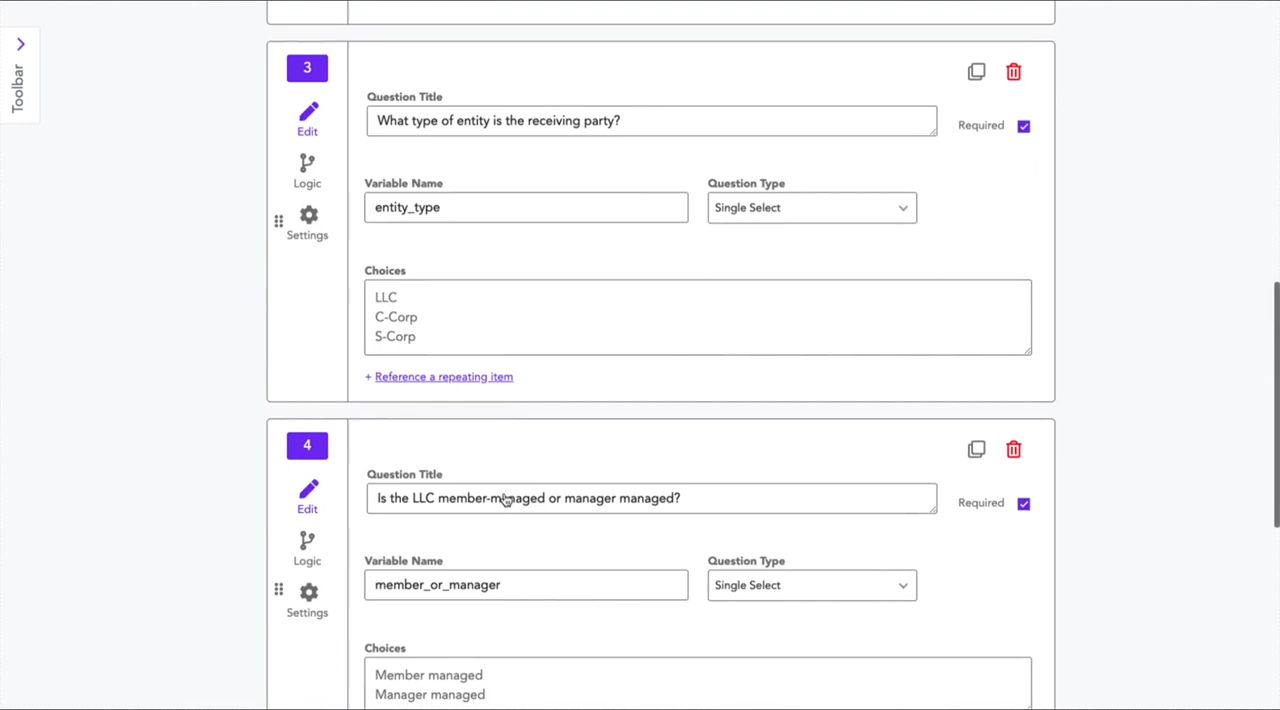 Toolbar
3
Question Title
Edit
What type of entity is the receiving party?
Required
Logic
Variable Name
Question Type
entity_type
Single Select
Settings
Choices
LLC
C-Corp
S-Corp
+ Reference a repeating item
4
Question Title
Edit
Is the LLC member-managed or manager managed?
Required
Logic
Variable Name
Question Type
member_or_manager
Single Select
Settings
Choices
Member managed
Manager managed